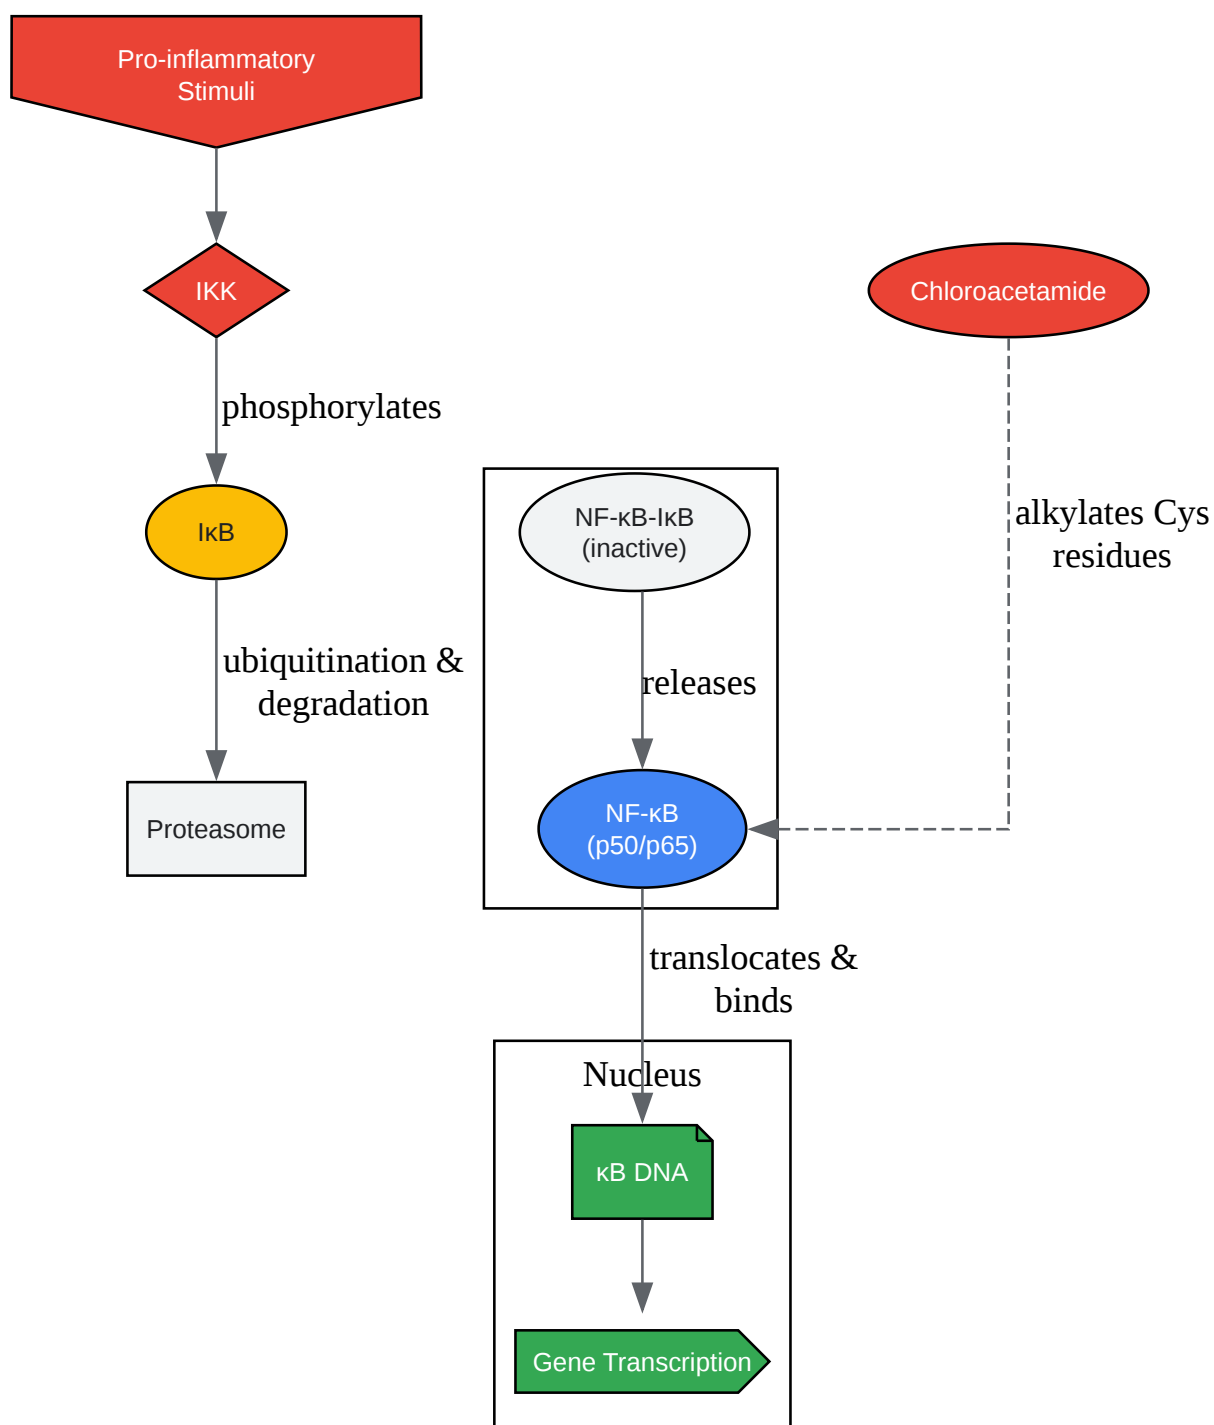 Pro-inflammatory
Stimuli
IKK
Chloroacetamide
phosphorylates
IκB
NF-κB-IκB
(inactive)
alkylates Cys
residues
ubiquitination &
degradation
releases
Proteasome
NF-κB
(p50/p65)
translocates &
binds
Nucleus
κB DNA
Gene Transcription